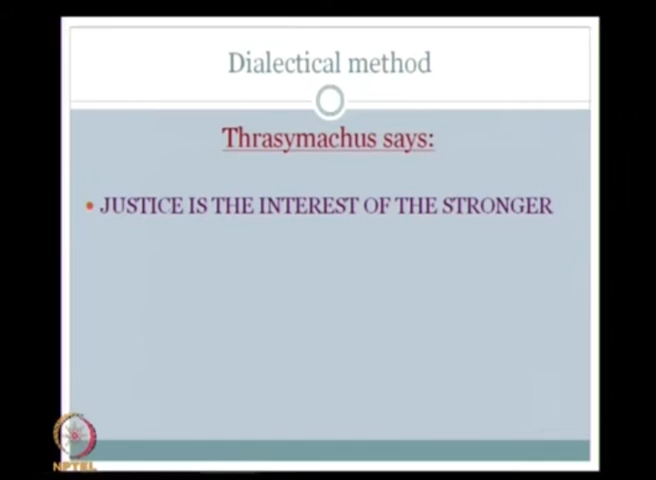 Dialectical method
Thrasymachus says:
JUSTICE IS THE INTEREST OF THE STRONGER
NPTEL